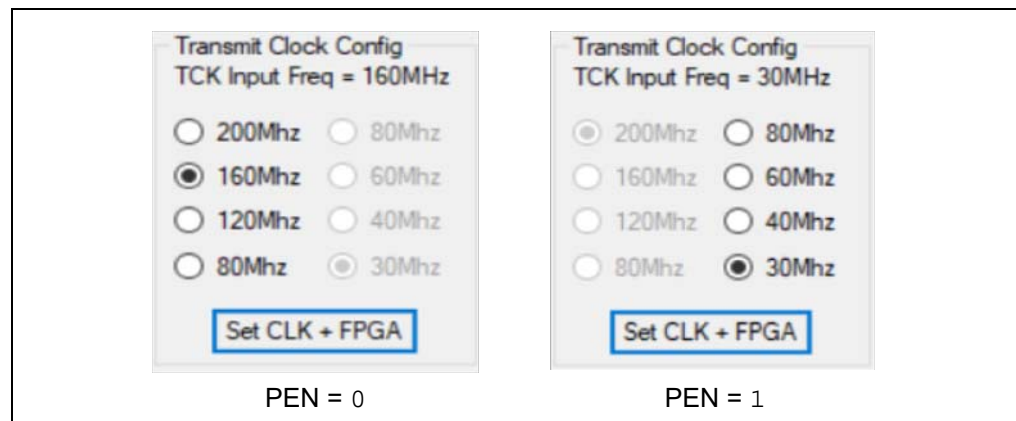 Transmit Clock Config
TCK Input Freq = 160MHz
200Mhz 80Mhz
160Mhz 60Mhz
120Mhz 40Mhz
80Mhz 30Mhz
Set CLK + FPGA
PEN = 0
Transmit Clock Config
TCK Input Freq = 30MHz
200Mhz 80Mhz
160Mhz 60Mhz
120Mhz 40Mhz
80Mhz 30Mhz
Set CLK + FPGA
PEN = 1